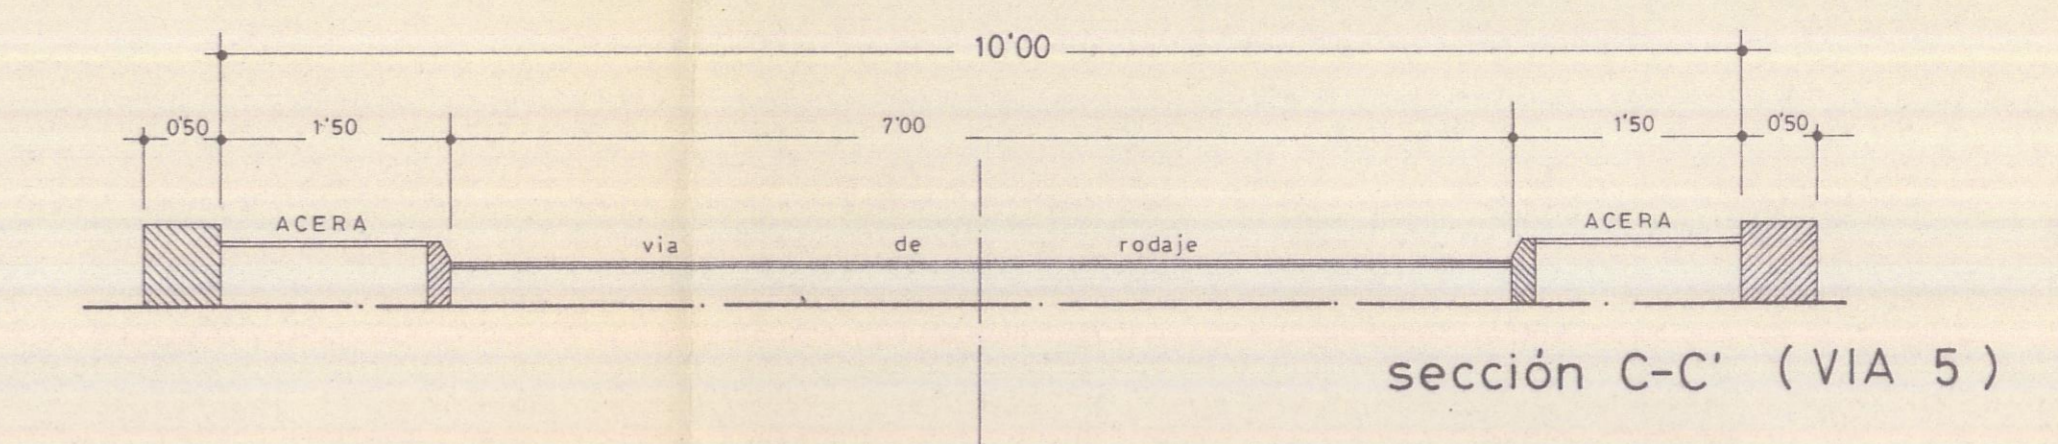 10'00
0'50 1'50 7'00 1'50 0'50
ACERA ACERA
via de rodaje
sección C-C' (VIA 5)